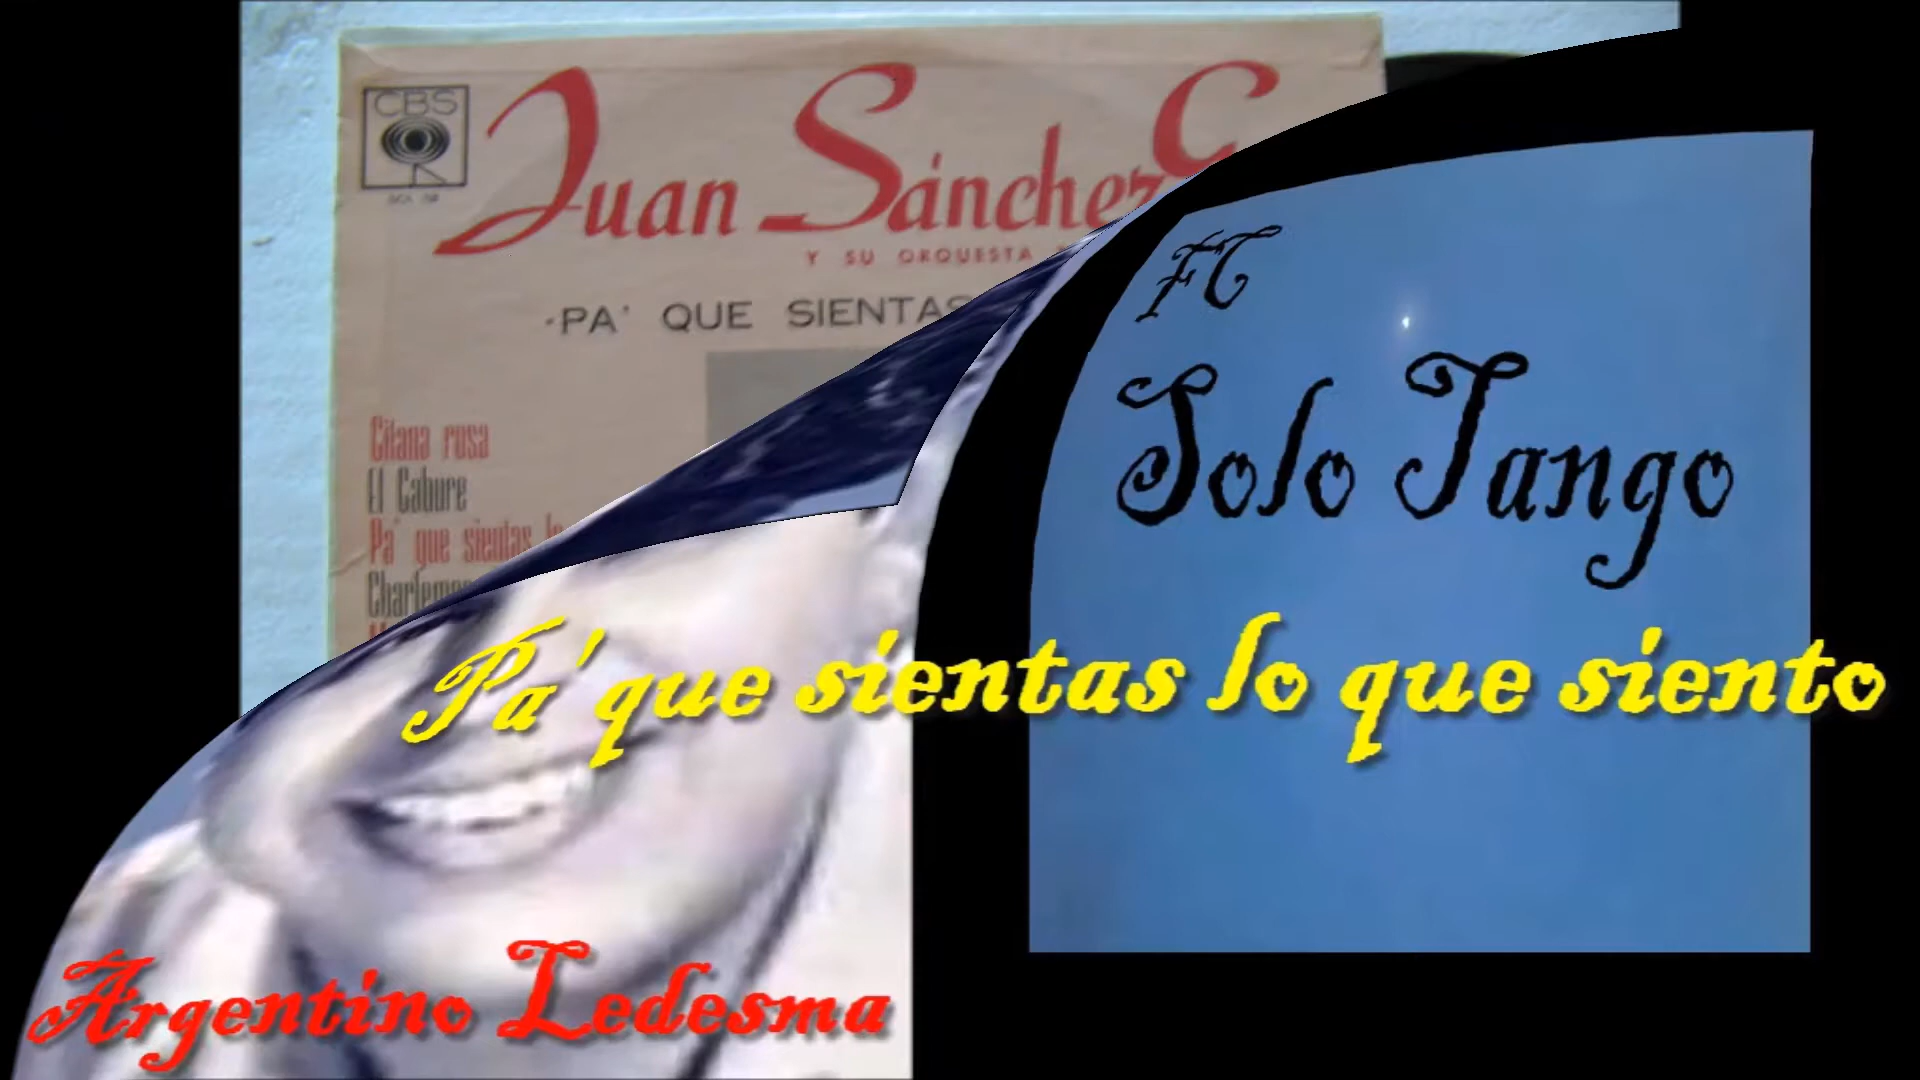 CBS
Juan Sánchez
Y SU ORQUESTA
-PA' QUE SIENTAS
Gitana rusa
El Cabure
Pa' que sientas lo
FC
Solo Tango
Pa' que sientas lo que siento
Argentino Ledesma